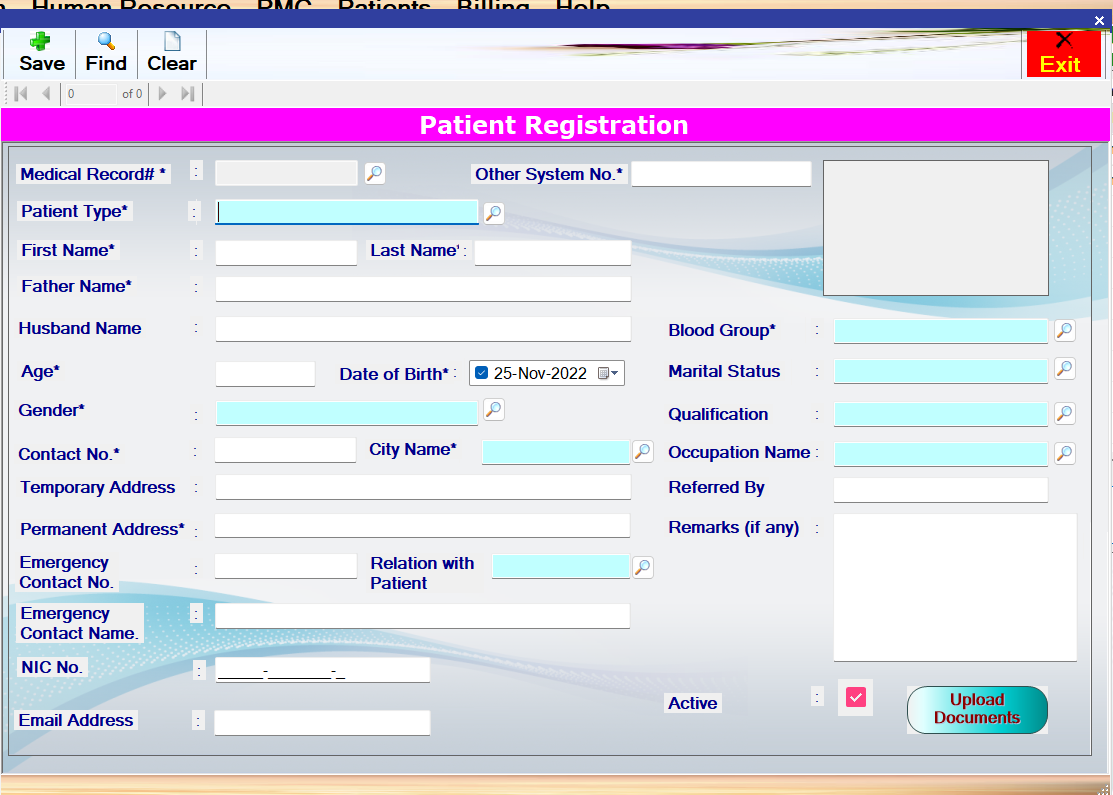 Human Resource PMC Patients Billing Help
Save Find Clear Exit
0 of 0
Patient Registration
Medical Record# * : Other System No.*
Patient Type* :
First Name* : Last Name* :
Father Name* :
Husband Name :
Blood Group* :
Age* Date of Birth* : 25-Nov-2022
Marital Status :
Gender* :
Qualification :
Contact No.* : City Name*
Occupation Name :
Temporary Address :
Referred By
Permanent Address* :
Remarks (if any) :
Emergency
Contact No. :
Relation with
Patient
Emergency
Contact Name. :
NIC No. : _____-_______-_
Active :
Upload
Documents
Email Address :